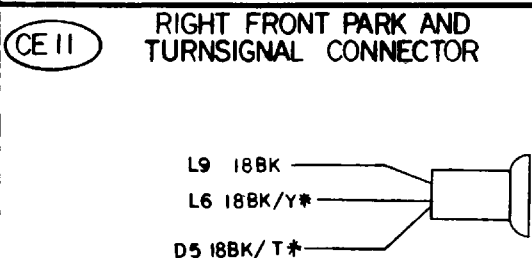 CE 11
RIGHT FRONT PARK AND
TURNSIGNAL CONNECTOR
L9 18BK
L6 18BK/Y*
D5 18BK/T*